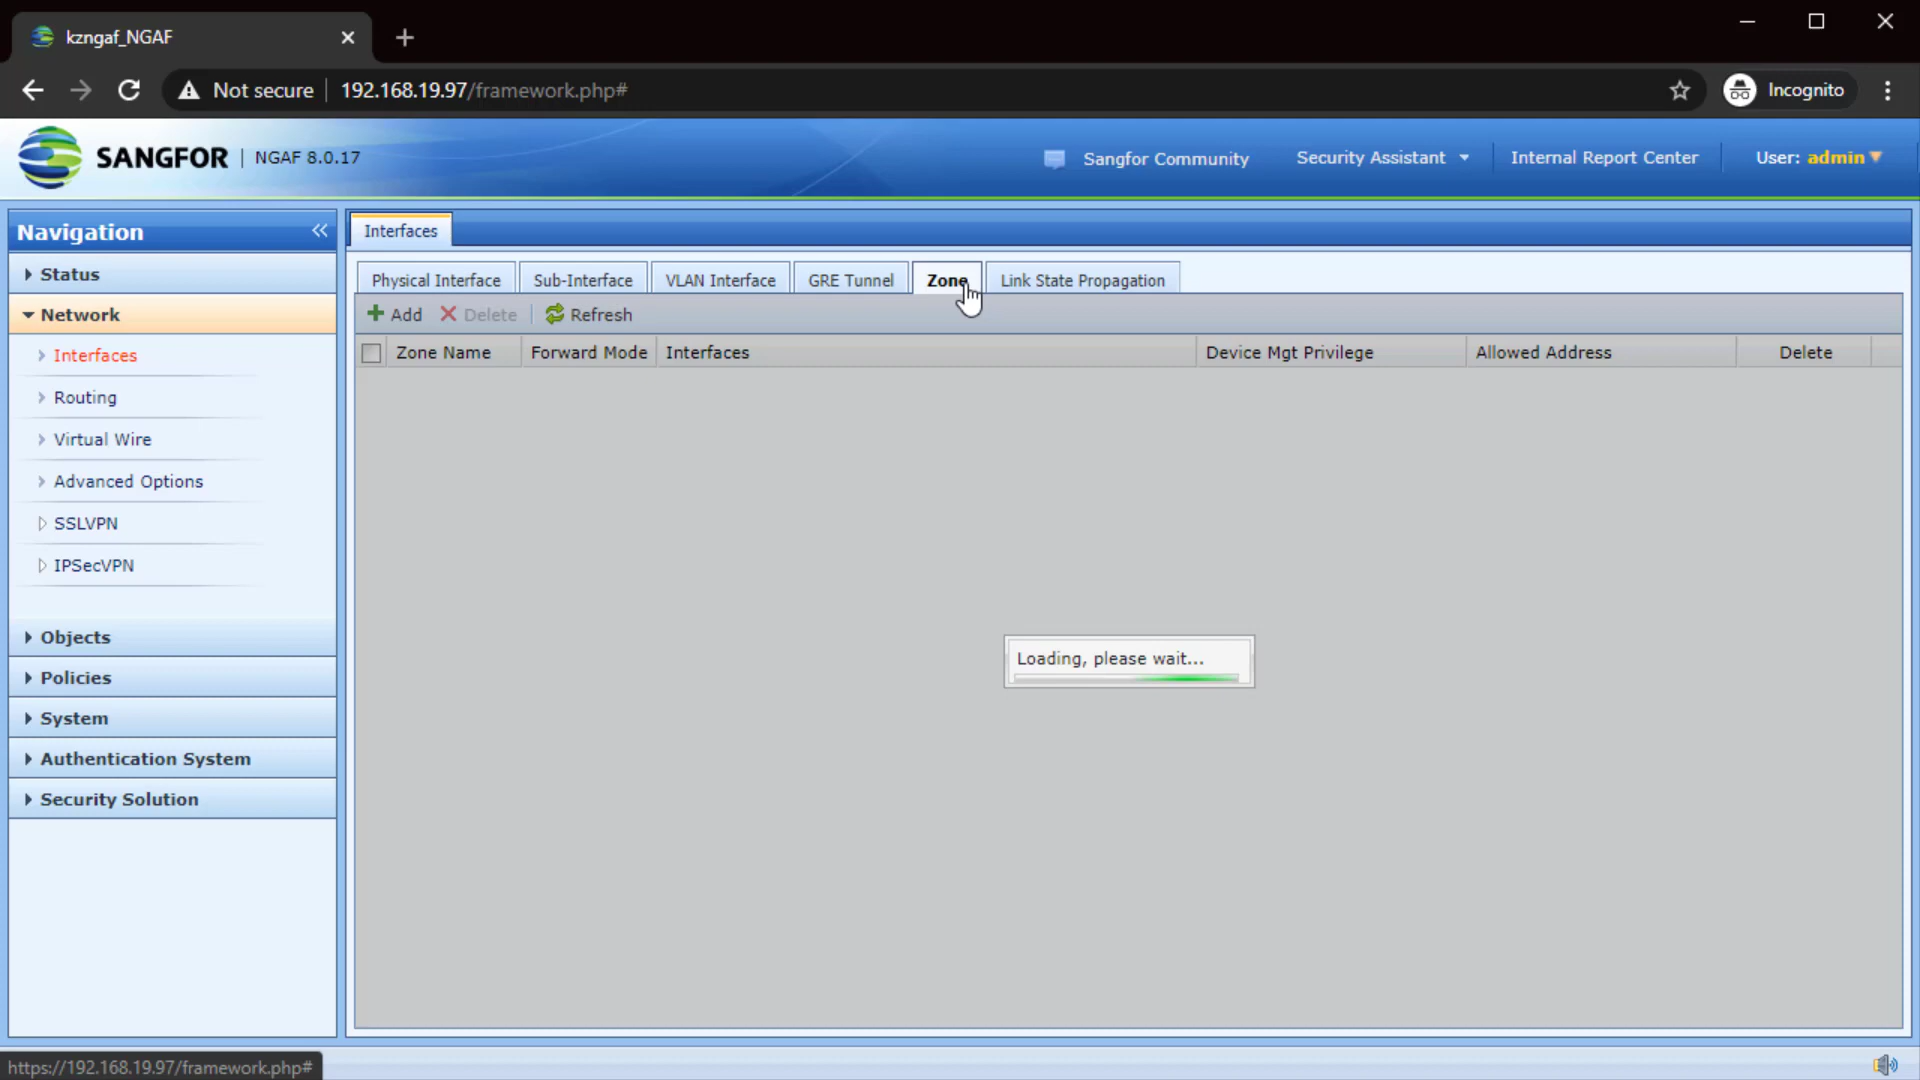 kzngaf_NGAF
Not secure
192.168.19.97/framework.php#
Incognito
SANGFOR | NGAF 8.0.17
Sangfor Community
Security Assistant
Internal Report Center
User: admin
Navigation
Status
Network
Interfaces
Routing
Virtual Wire
Advanced Options
SSLVPN
IPSecVPN
Objects
Policies
System
Authentication System
Security Solution
Interfaces
Physical Interface
Sub-Interface
VLAN Interface
GRE Tunnel
Zone
Link State Propagation
Add
Delete
Refresh
Zone Name
Forward Mode
Interfaces
Device Mgt Privilege
Allowed Address
Delete
Loading, please wait...
https://192.168.19.97/framework.php#